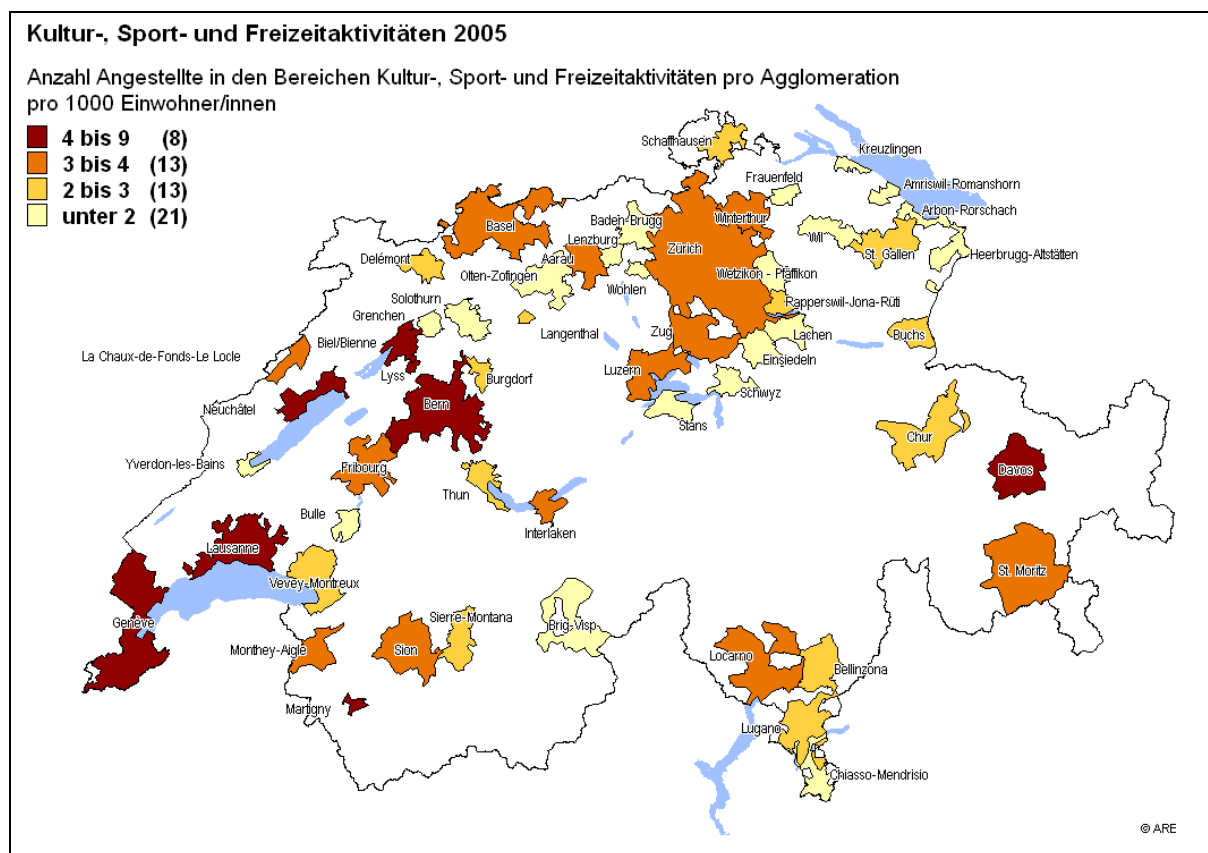 Kultur-, Sport- und Freizeitaktivitäten 2005
Anzahl Angestellte in den Bereichen Kultur-, Sport- und Freizeitaktivitäten pro Agglomeration
pro 1000 Einwohner/innen
4 bis 9 (8)
3 bis 4 (13)
2 bis 3 (13)
unter 2 (21)
Schaffhausen
Kreuzlingen
Frauenfeld
Amriswil-Romanshorn
Arbon-Rorschach
Basel
Baden-Brugg
Winterthur
Lenzburg
Zürich
Wil
St. Gallen
Heerbrugg-Altstätten
Delémont
Aarau
Olten-Zofingen
Wetzikon - Pfäffikon
Wohlen
Solothurn
Rapperswil-Jona-Rüti
Grenchen
Langenthal
Zug
Lachen
Buchs
Biel/Bienne
La Chaux-de-Fonds-Le Locle
Einsiedeln
Lyss
Luzern
Burgdorf
Schwyz
Neuchâtel
Bern
Stans
Chur
Yverdon-les-Bains
Fribourg
Davos
Thun
Bulle
Interlaken
Lausanne
St. Moritz
Vevey-Montreux
Genève
Sierre-Montana
Brig-Visp
Monthey-Aigle
Sion
Locarno
Bellinzona
Martigny
Lugano
Chiasso-Mendrisio
© ARE